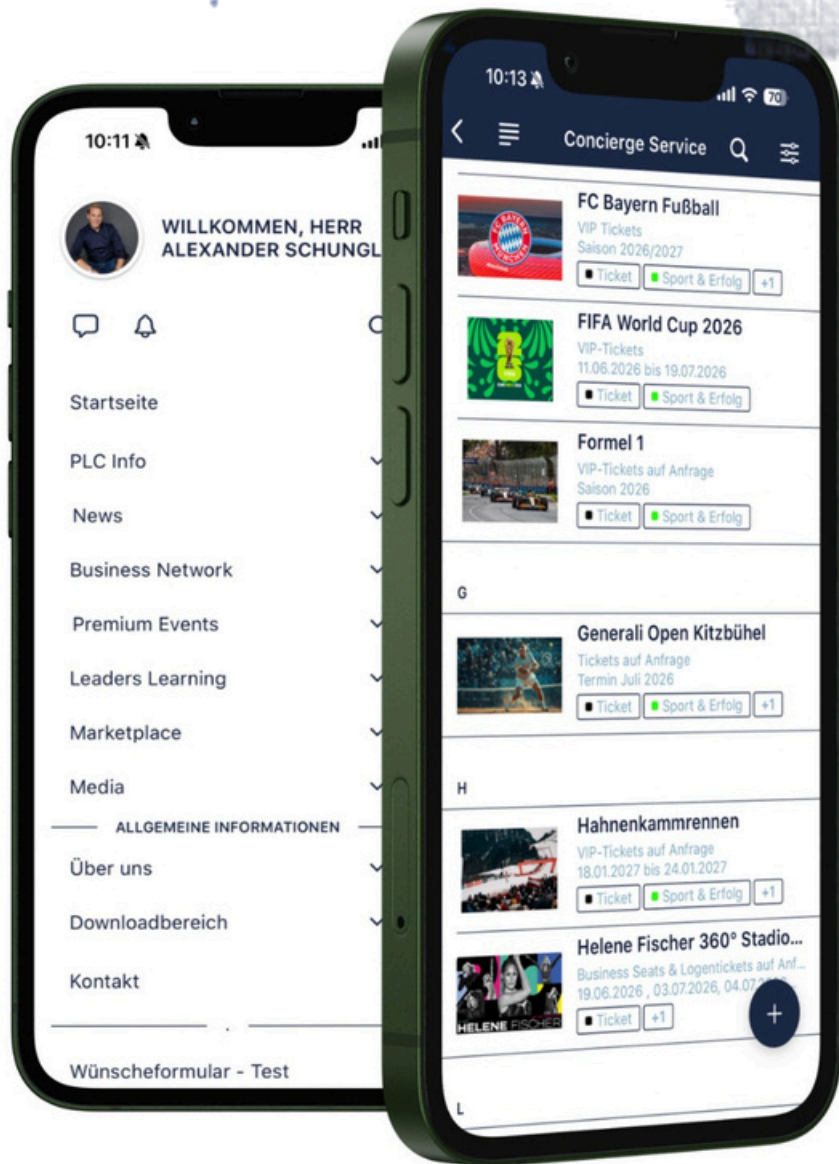 10:11
WILLKOMMEN, HERR
ALEXANDER SCHUNGL
Startseite
PLC Info
News
Business Network
Premium Events
Leaders Learning
Marketplace
Media
ALLGEMEINE INFORMATIONEN
Über uns
Downloadbereich
Kontakt
.
Wünscheformular - Test
10:13
70
Concierge Service
FC BAYERN MÜNCHEN
FC Bayern Fußball
VIP Tickets
Saison 2026/2027
Ticket Sport & Erfolg +1
FIFA World Cup 2026
VIP-Tickets
11.06.2026 bis 19.07.2026
Ticket Sport & Erfolg
Formel 1
VIP-Tickets auf Anfrage
Saison 2026
Ticket Sport & Erfolg
G
Generali Open Kitzbühel
Tickets auf Anfrage
Termin Juli 2026
Ticket Sport & Erfolg +1
H
Hahnenkammrennen
VIP-Tickets auf Anfrage
18.01.2027 bis 24.01.2027
Ticket Sport & Erfolg +1
HELENE FISCHER
Helene Fischer 360° Stadio...
Business Seats & Logentickets auf Anf...
19.06.2026 , 03.07.2026, 04.07
Ticket +1
+
L